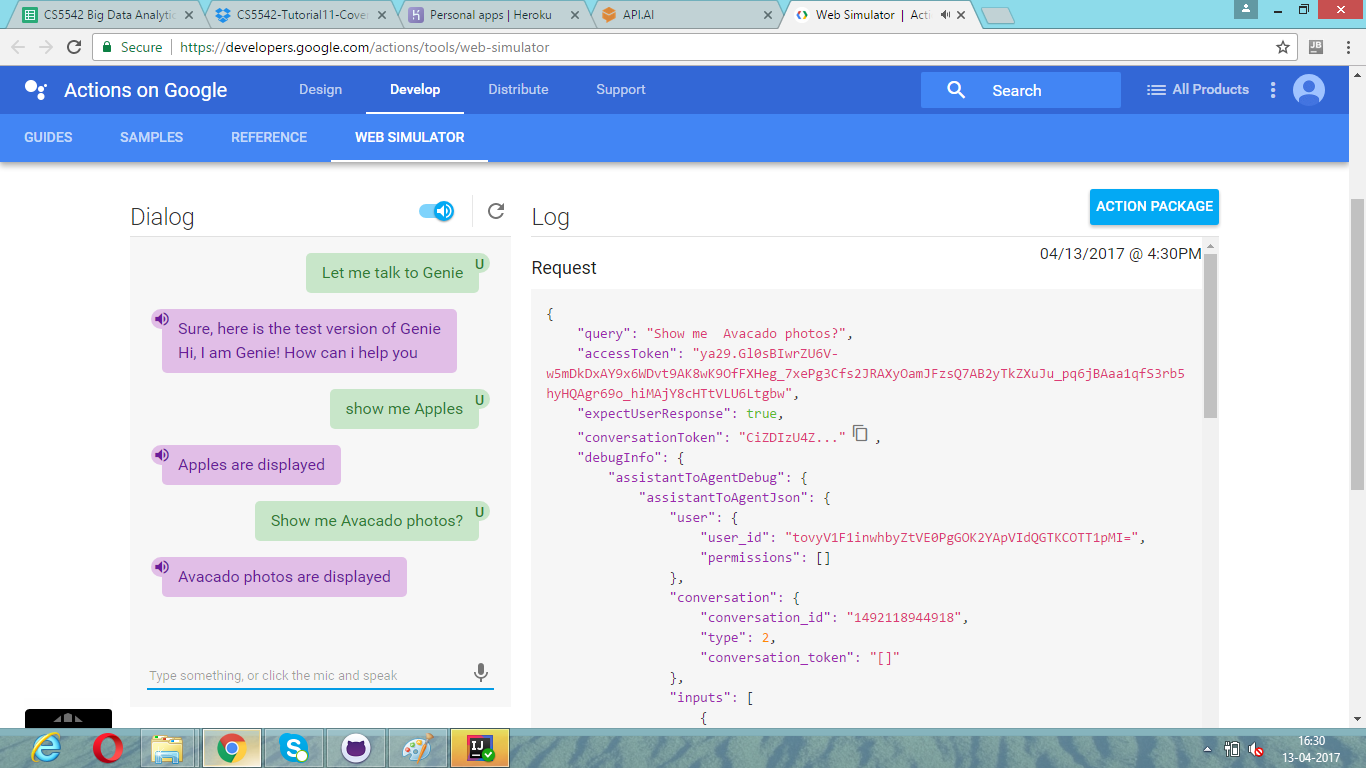 CS5542 Big Data Analytic
CS5542-Tutorial11-Cover
Personal apps | Heroku
API.AI
Web Simulator | Acti
Secure
https://developers.google.com/actions/tools/web-simulator
JB
Actions on Google
Design
Develop
Distribute
Support
Search
All Products
GUIDES
SAMPLES
REFERENCE
WEB SIMULATOR
Dialog
Let me talk to Genie
U
Sure, here is the test version of Genie
Hi, I am Genie! How can i help you
show me Apples
U
Apples are displayed
Show me Avacado photos?
U
Avacado photos are displayed
Type something, or click the mic and speak
Log
ACTION PACKAGE
04/13/2017 @ 4:30PM
Request
{
"query": "Show me  Avacado photos?",
"accessToken": "ya29.Gl0sBIwrZU6V-
w5mDkDxAY9x6WDvt9AK8wK9OfFXHeg_7xePg3Cfs2JRAXyOamJFzsQ7AB2yTkZXuJu_pq6jBAaa1qfS3rb5
hyHQAgr69o_hiMAjY8cHTtVLU6Ltgbw",
"expectUserResponse": true,
"conversationToken": "CiZDIzU4Z..." ,
"debugInfo": {
"assistantToAgentDebug": {
"assistantToAgentJson": {
"user": {
"user_id": "tovyV1F1inwhbyZtVE0PgGOK2YApVIdQGTKCOTT1pMI=",
"permissions": []
},
"conversation": {
"conversation_id": "1492118944918",
"type": 2,
"conversation_token": "[]"
},
"inputs": [
{
IJ
16:30
13-04-2017